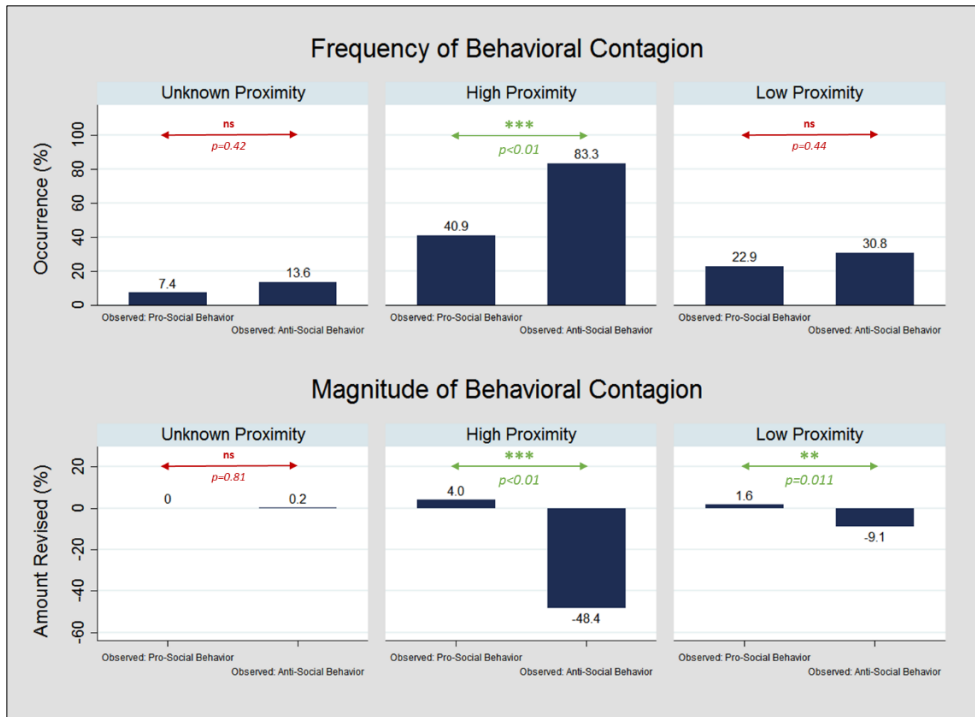 Frequency of Behavioral Contagion
Unknown Proximity
High Proximity
Low Proximity
Occurrence (%)
100
80
60
40
20
0
ns
p=0.42
7.4
13.6
***
p<0.01
40.9
83.3
ns
p=0.44
22.9
30.8
Observed: Pro-Social Behavior
Observed: Anti-Social Behavior
Observed: Pro-Social Behavior
Observed: Anti-Social Behavior
Observed: Pro-Social Behavior
Observed: Anti-Social Behavior
Magnitude of Behavioral Contagion
Unknown Proximity
High Proximity
Low Proximity
Amount Revised (%)
20
0
-20
-40
-60
ns
p=0.81
0
0.2
***
p<0.01
4.0
-48.4
**
p=0.011
1.6
-9.1
Observed: Pro-Social Behavior
Observed: Anti-Social Behavior
Observed: Pro-Social Behavior
Observed: Anti-Social Behavior
Observed: Pro-Social Behavior
Observed: Anti-Social Behavior